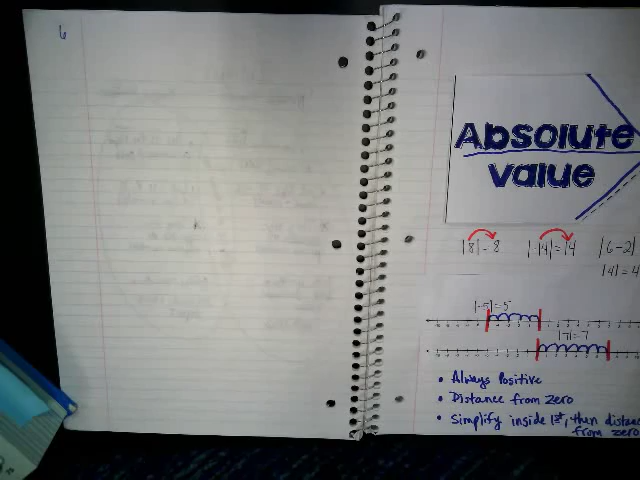 6
Absolute
Value
|8| = 8 |-14| = 14 |6-2|
|4| = 4
|-5| = 5
|7| = 7
• Always Positive
• Distance from zero
• Simplify inside 1st, then
from zero